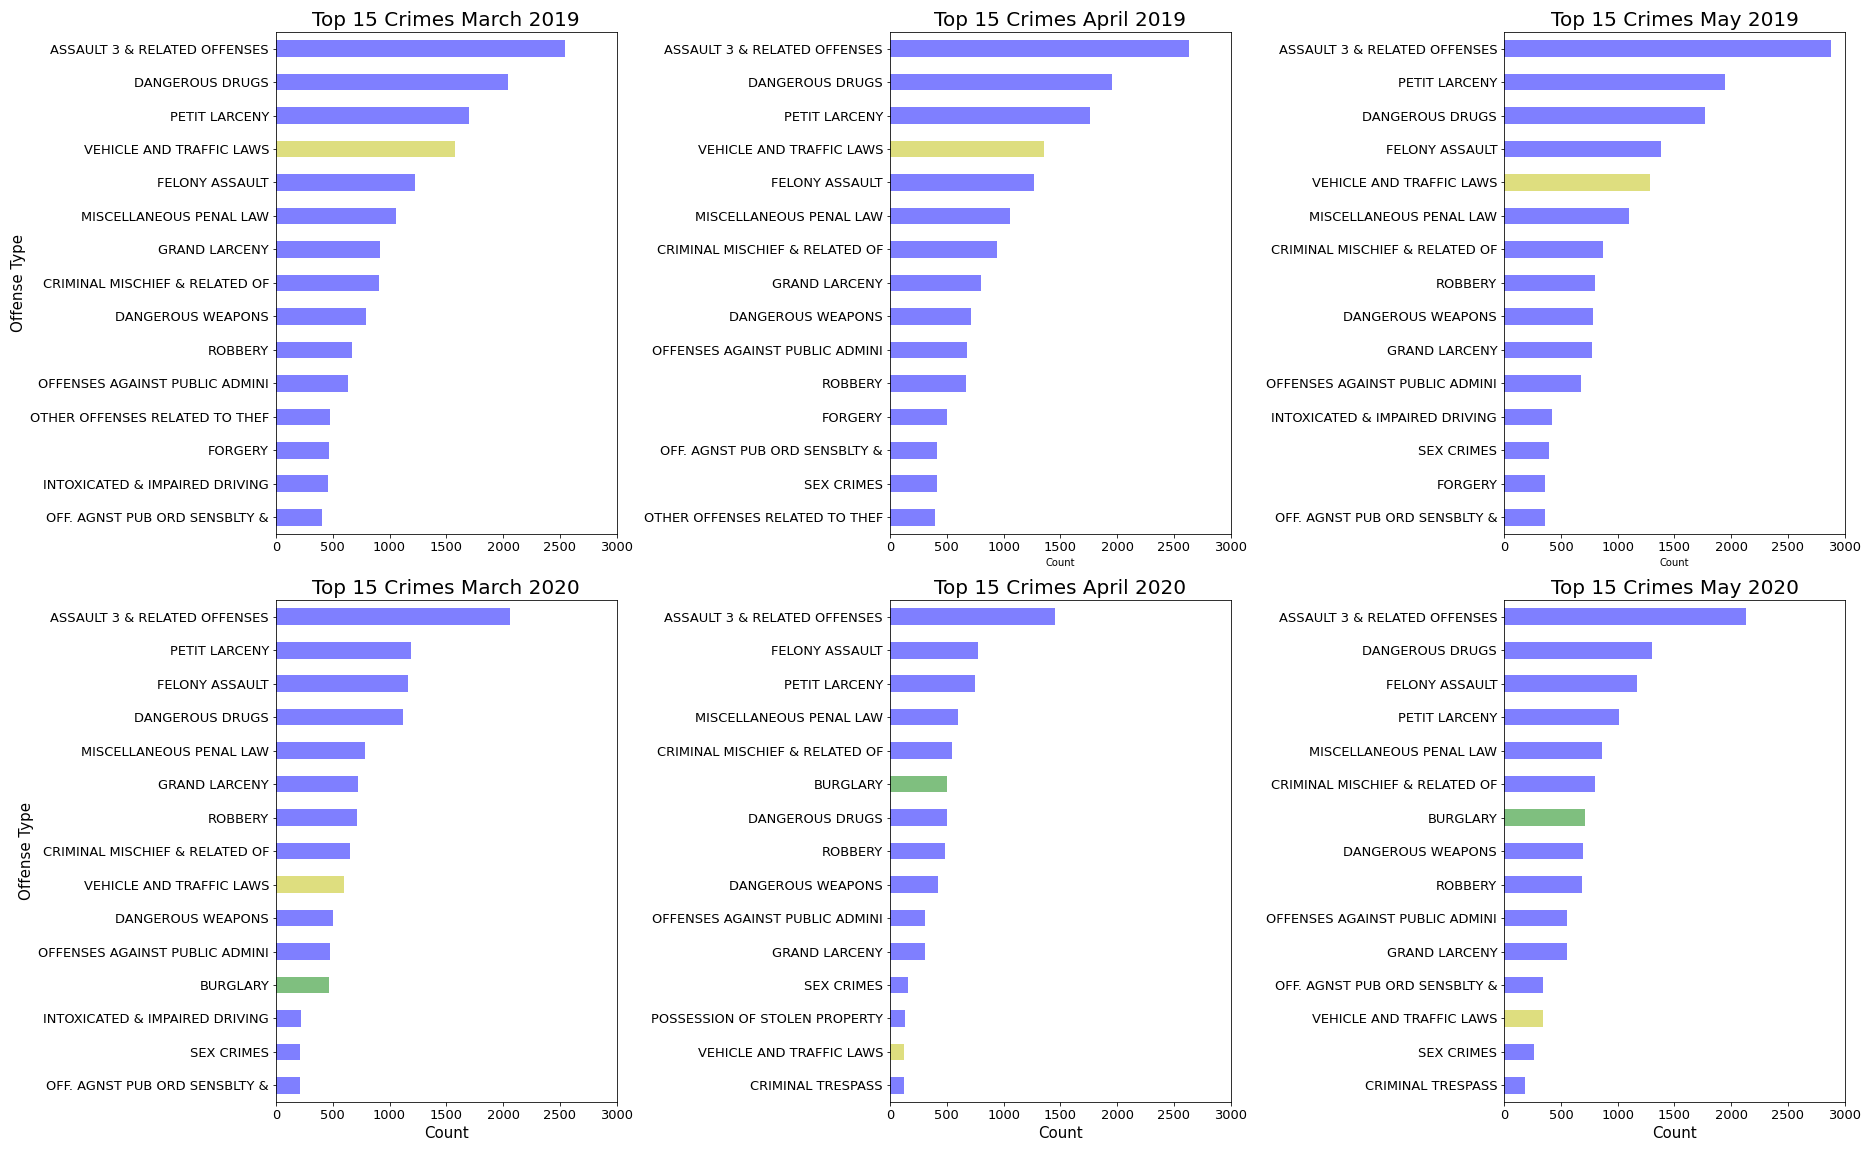 Top 15 Crimes March 2019
Offense Type
ASSAULT 3 & RELATED OFFENSES
DANGEROUS DRUGS
PETIT LARCENY
VEHICLE AND TRAFFIC LAWS
FELONY ASSAULT
MISCELLANEOUS PENAL LAW
GRAND LARCENY
CRIMINAL MISCHIEF & RELATED OF
DANGEROUS WEAPONS
ROBBERY
OFFENSES AGAINST PUBLIC ADMINI
OTHER OFFENSES RELATED TO THEF
FORGERY
INTOXICATED & IMPAIRED DRIVING
OFF. AGNST PUB ORD SENSBLTY &
0 500 1000 1500 2000 2500 3000
Top 15 Crimes April 2019
ASSAULT 3 & RELATED OFFENSES
DANGEROUS DRUGS
PETIT LARCENY
VEHICLE AND TRAFFIC LAWS
FELONY ASSAULT
MISCELLANEOUS PENAL LAW
CRIMINAL MISCHIEF & RELATED OF
GRAND LARCENY
DANGEROUS WEAPONS
OFFENSES AGAINST PUBLIC ADMINI
ROBBERY
FORGERY
OFF. AGNST PUB ORD SENSBLTY &
SEX CRIMES
OTHER OFFENSES RELATED TO THEF
0 500 1000 1500 2000 2500 3000
Count
Top 15 Crimes May 2019
ASSAULT 3 & RELATED OFFENSES
PETIT LARCENY
DANGEROUS DRUGS
FELONY ASSAULT
VEHICLE AND TRAFFIC LAWS
MISCELLANEOUS PENAL LAW
CRIMINAL MISCHIEF & RELATED OF
ROBBERY
DANGEROUS WEAPONS
GRAND LARCENY
OFFENSES AGAINST PUBLIC ADMINI
INTOXICATED & IMPAIRED DRIVING
SEX CRIMES
FORGERY
OFF. AGNST PUB ORD SENSBLTY &
0 500 1000 1500 2000 2500 3000
Count
Top 15 Crimes March 2020
Offense Type
ASSAULT 3 & RELATED OFFENSES
PETIT LARCENY
FELONY ASSAULT
DANGEROUS DRUGS
MISCELLANEOUS PENAL LAW
GRAND LARCENY
ROBBERY
CRIMINAL MISCHIEF & RELATED OF
VEHICLE AND TRAFFIC LAWS
DANGEROUS WEAPONS
OFFENSES AGAINST PUBLIC ADMINI
BURGLARY
INTOXICATED & IMPAIRED DRIVING
SEX CRIMES
OFF. AGNST PUB ORD SENSBLTY &
0 500 1000 1500 2000 2500 3000
Count
Top 15 Crimes April 2020
ASSAULT 3 & RELATED OFFENSES
FELONY ASSAULT
PETIT LARCENY
MISCELLANEOUS PENAL LAW
CRIMINAL MISCHIEF & RELATED OF
BURGLARY
DANGEROUS DRUGS
ROBBERY
DANGEROUS WEAPONS
OFFENSES AGAINST PUBLIC ADMINI
GRAND LARCENY
SEX CRIMES
POSSESSION OF STOLEN PROPERTY
VEHICLE AND TRAFFIC LAWS
CRIMINAL TRESPASS
0 500 1000 1500 2000 2500 3000
Count
Top 15 Crimes May 2020
ASSAULT 3 & RELATED OFFENSES
DANGEROUS DRUGS
FELONY ASSAULT
PETIT LARCENY
MISCELLANEOUS PENAL LAW
CRIMINAL MISCHIEF & RELATED OF
BURGLARY
DANGEROUS WEAPONS
ROBBERY
OFFENSES AGAINST PUBLIC ADMINI
GRAND LARCENY
OFF. AGNST PUB ORD SENSBLTY &
VEHICLE AND TRAFFIC LAWS
SEX CRIMES
CRIMINAL TRESPASS
0 500 1000 1500 2000 2500 3000
Count